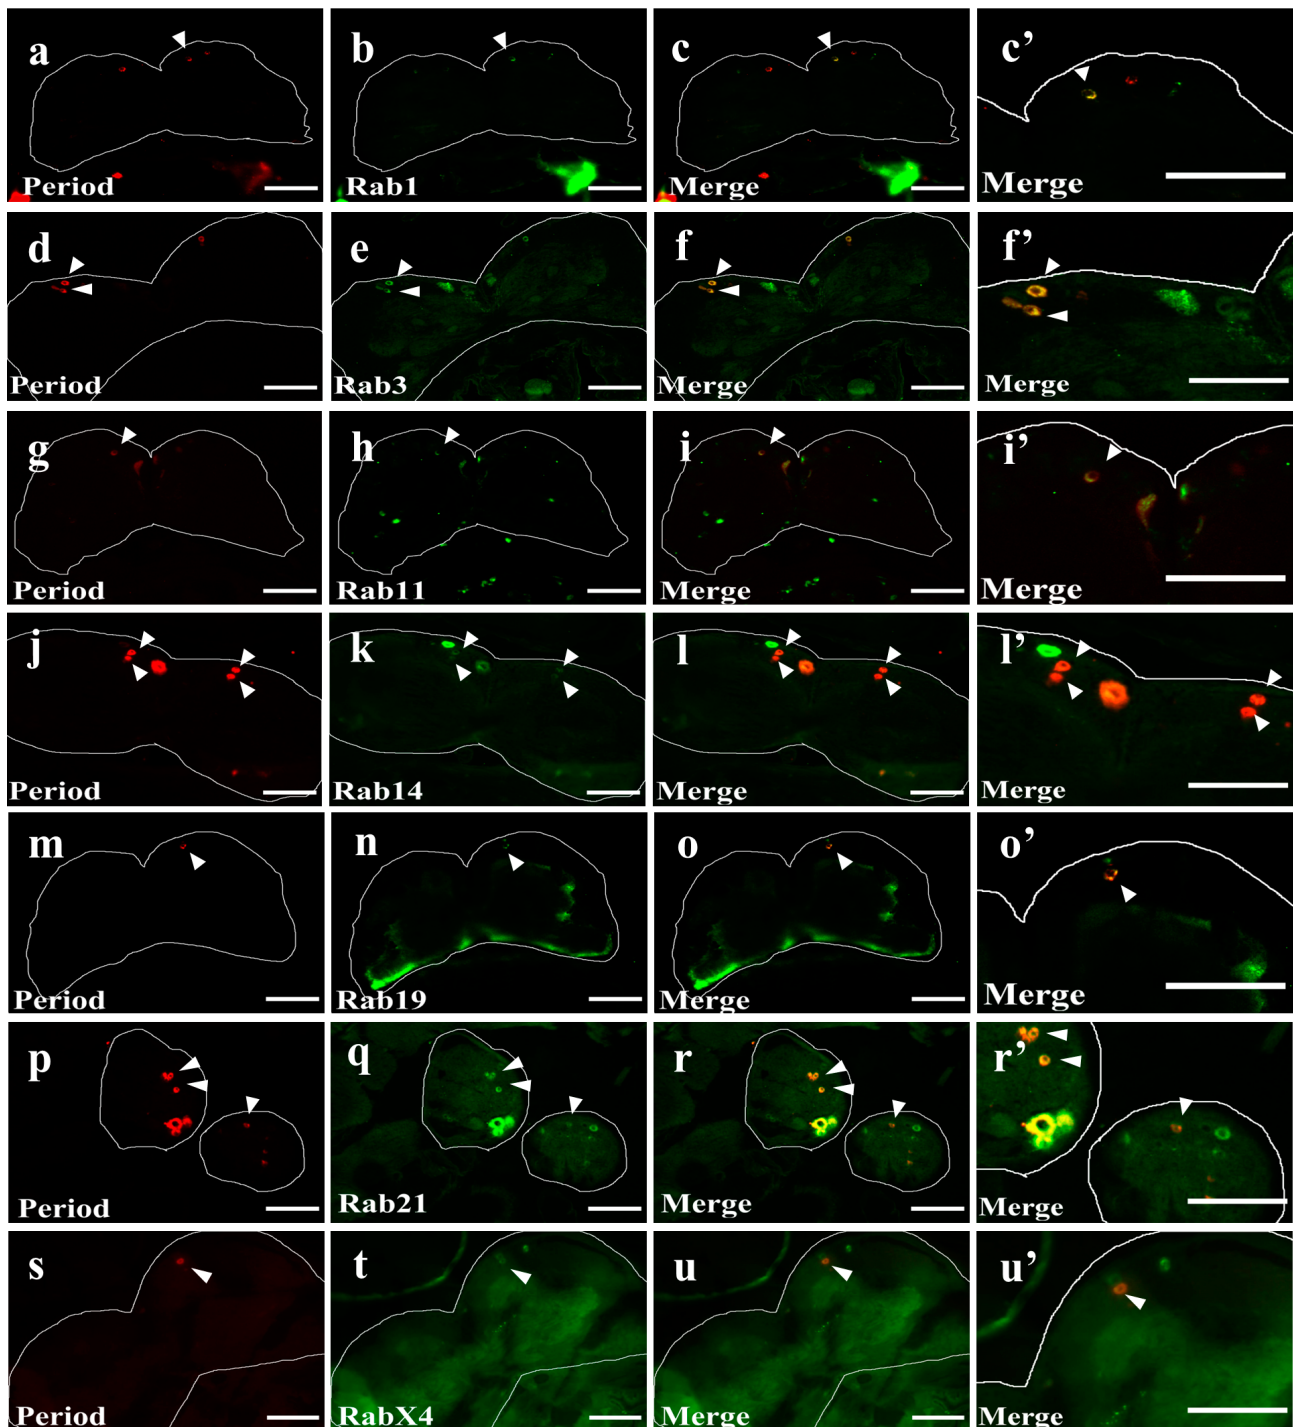 a b c c’
Period Rab1 Merge Merge
d e f f’
Period Rab3 Merge Merge
g h i i’
Period Rab11 Merge Merge
j k l l’
Period Rab14 Merge Merge
m n o o’
Period Rab19 Merge Merge
p q r r’
Period Rab21 Merge Merge
s t u u’
Period RabX4 Merge Merge